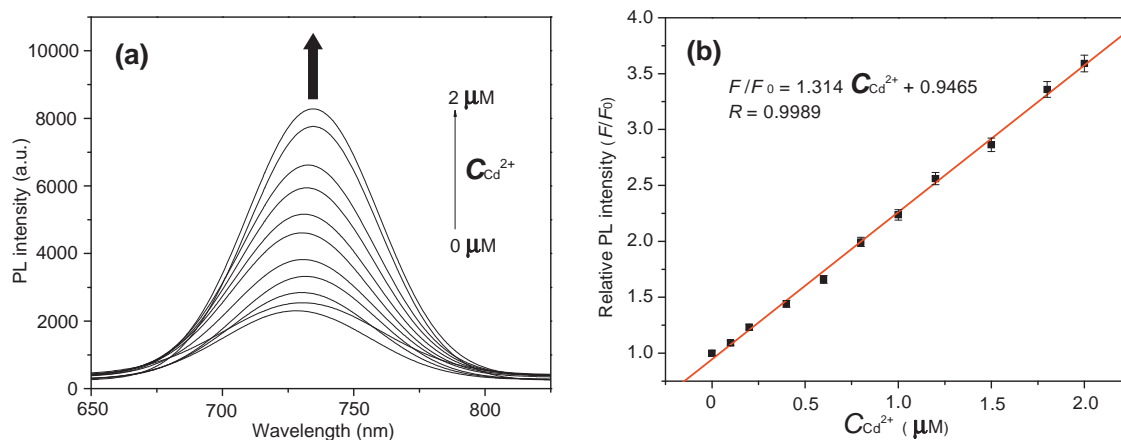 (a)
10000
8000
6000
4000
2000
0
PL intensity (a.u.)
2 μM
C Cd²⁺
0 μM
650 700 750 800
Wavelength (nm)
(b)
F/F₀ = 1.314 C Cd²⁺ + 0.9465
R = 0.9989
4.0
3.5
3.0
2.5
2.0
1.5
1.0
Relative PL intensity (F/F₀)
0 0.5 1.0 1.5 2.0
C Cd²⁺ (μM)